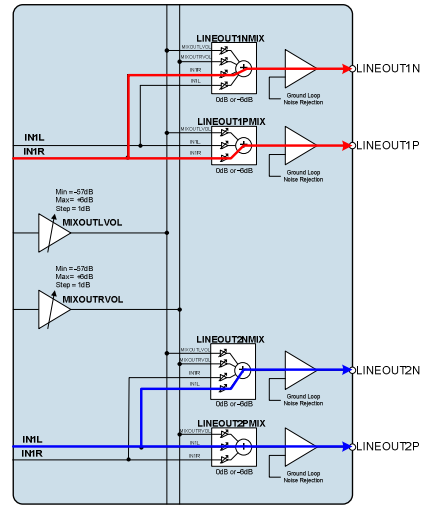 LINEOUT1NMIX
MIXOUTLVOL
MIXOUTRVOL
IN1R
IN1L
0dB or -6dB
Ground Loop
Noise Rejection
LINEOUT1N
LINEOUT1PMIX
MIXOUTLVOL
IN1L
IN1R
0dB or -6dB
Ground Loop
Noise Rejection
LINEOUT1P
IN1L
IN1R
Min = -57dB
Max = +6dB
Step = 1dB
MIXOUTLVOL
Min = -57dB
Max = +6dB
Step = 1dB
MIXOUTRVOL
LINEOUT2NMIX
MIXOUTLVOL
MIXOUTRVOL
IN1R
IN1L
0dB or -6dB
Ground Loop
Noise Rejection
LINEOUT2N
LINEOUT2PMIX
MIXOUTRVOL
IN1L
IN1R
0dB or -6dB
Ground Loop
Noise Rejection
LINEOUT2P
IN1L
IN1R